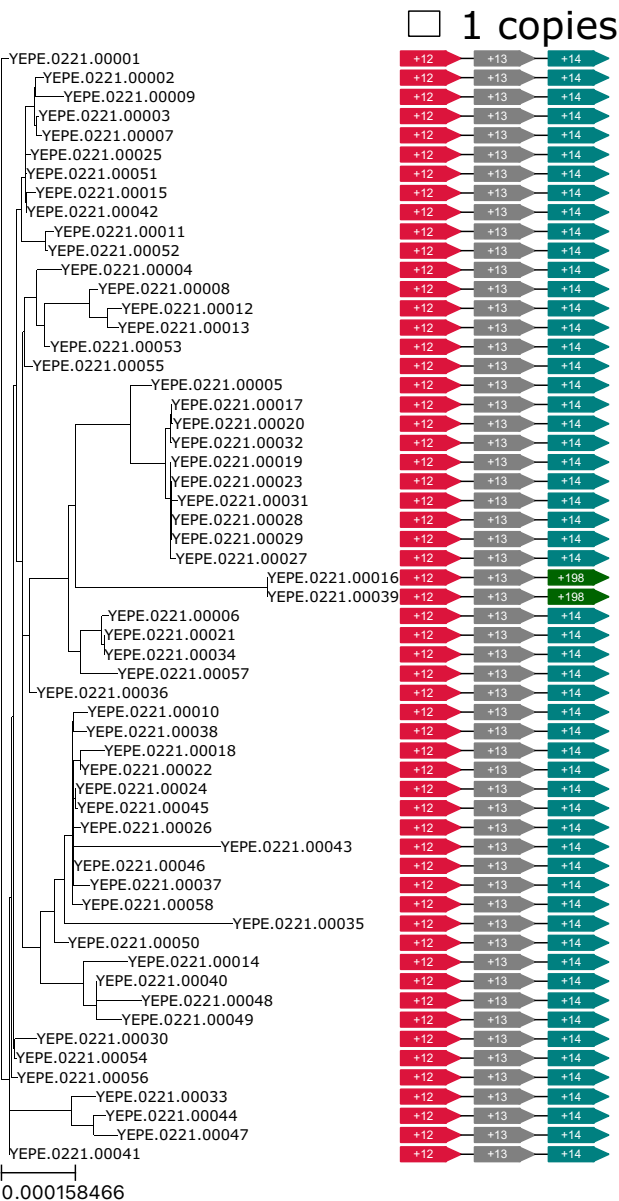 1 copies
YEPE.0221.00001 +12 +13 +14
YEPE.0221.00002 +12 +13 +14
YEPE.0221.00009 +12 +13 +14
YEPE.0221.00003 +12 +13 +14
YEPE.0221.00007 +12 +13 +14
YEPE.0221.00025 +12 +13 +14
YEPE.0221.00051 +12 +13 +14
YEPE.0221.00015 +12 +13 +14
YEPE.0221.00042 +12 +13 +14
YEPE.0221.00011 +12 +13 +14
YEPE.0221.00052 +12 +13 +14
YEPE.0221.00004 +12 +13 +14
YEPE.0221.00008 +12 +13 +14
YEPE.0221.00012 +12 +13 +14
YEPE.0221.00013 +12 +13 +14
YEPE.0221.00053 +12 +13 +14
YEPE.0221.00055 +12 +13 +14
YEPE.0221.00005 +12 +13 +14
YEPE.0221.00017 +12 +13 +14
YEPE.0221.00020 +12 +13 +14
YEPE.0221.00032 +12 +13 +14
YEPE.0221.00019 +12 +13 +14
YEPE.0221.00023 +12 +13 +14
YEPE.0221.00031 +12 +13 +14
YEPE.0221.00028 +12 +13 +14
YEPE.0221.00029 +12 +13 +14
YEPE.0221.00027 +12 +13 +14
YEPE.0221.00016 +12 +13 +198
YEPE.0221.00039 +12 +13 +198
YEPE.0221.00006 +12 +13 +14
YEPE.0221.00021 +12 +13 +14
YEPE.0221.00034 +12 +13 +14
YEPE.0221.00057 +12 +13 +14
YEPE.0221.00036 +12 +13 +14
YEPE.0221.00010 +12 +13 +14
YEPE.0221.00038 +12 +13 +14
YEPE.0221.00018 +12 +13 +14
YEPE.0221.00022 +12 +13 +14
YEPE.0221.00024 +12 +13 +14
YEPE.0221.00045 +12 +13 +14
YEPE.0221.00026 +12 +13 +14
YEPE.0221.00043 +12 +13 +14
YEPE.0221.00046 +12 +13 +14
YEPE.0221.00037 +12 +13 +14
YEPE.0221.00058 +12 +13 +14
YEPE.0221.00035 +12 +13 +14
YEPE.0221.00050 +12 +13 +14
YEPE.0221.00014 +12 +13 +14
YEPE.0221.00040 +12 +13 +14
YEPE.0221.00048 +12 +13 +14
YEPE.0221.00049 +12 +13 +14
YEPE.0221.00030 +12 +13 +14
YEPE.0221.00054 +12 +13 +14
YEPE.0221.00056 +12 +13 +14
YEPE.0221.00033 +12 +13 +14
YEPE.0221.00044 +12 +13 +14
YEPE.0221.00047 +12 +13 +14
YEPE.0221.00041 +12 +13 +14
0.000158466